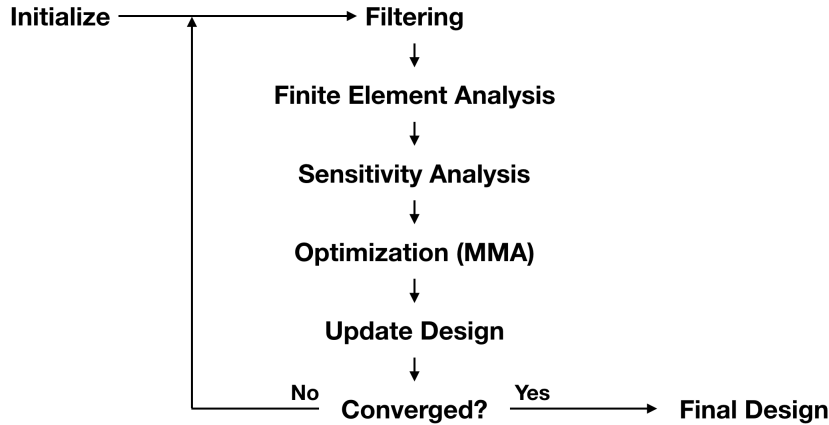 Initialize
Filtering
Finite Element Analysis
Sensitivity Analysis
Optimization (MMA)
Update Design
No
Converged?
Yes
Final Design